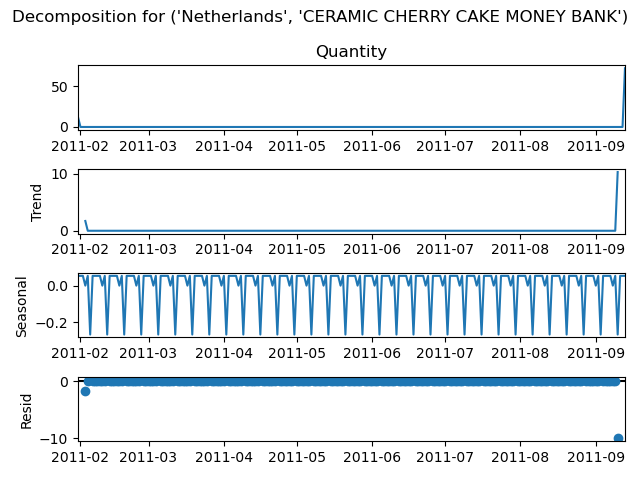 Decomposition for ('Netherlands', 'CERAMIC CHERRY CAKE MONEY BANK')
Quantity
50
0
2011-02 2011-03 2011-04 2011-05 2011-06 2011-07 2011-08 2011-09
Trend
10
0
2011-02 2011-03 2011-04 2011-05 2011-06 2011-07 2011-08 2011-09
Seasonal
0.0
−0.2
2011-02 2011-03 2011-04 2011-05 2011-06 2011-07 2011-08 2011-09
Resid
0
−10
2011-02 2011-03 2011-04 2011-05 2011-06 2011-07 2011-08 2011-09